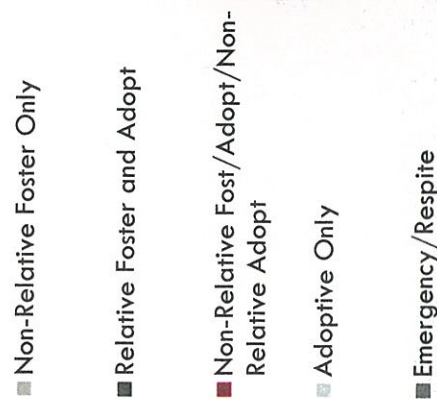 Non-Relative Foster Only
Relative Foster and Adopt
Non-Relative Fost/Adopt/Non-
Relative Adopt
Adoptive Only
Emergency/Respite